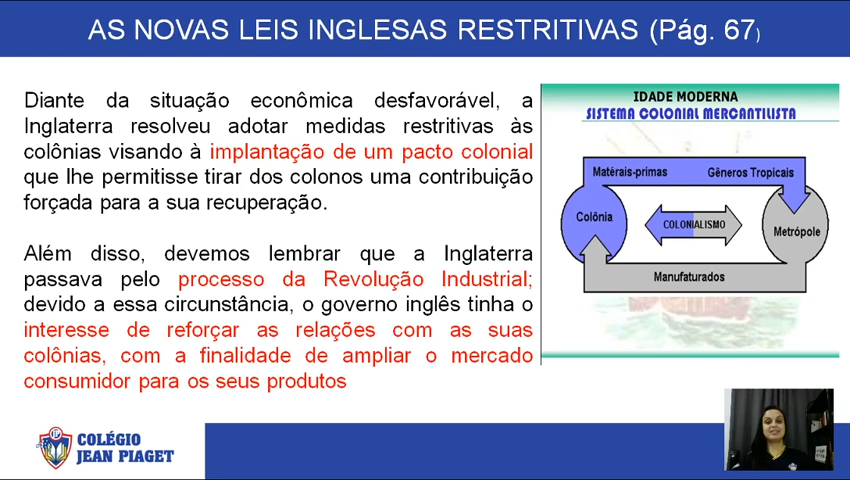 AS NOVAS LEIS INGLESAS RESTRITIVAS (Pág. 67)
Diante da situação econômica desfavorável, a
Inglaterra resolveu adotar medidas restritivas às
colônias visando à implantação de um pacto colonial
que lhe permitisse tirar dos colonos uma contribuição
forçada para a sua recuperação.
Além disso, devemos lembrar que a Inglaterra
passava pelo processo da Revolução Industrial;
devido a essa circunstância, o governo inglês tinha o
interesse de reforçar as relações com as suas
colônias, com a finalidade de ampliar o mercado
consumidor para os seus produtos
IDADE MODERNA
SISTEMA COLONIAL MERCANTILISTA
Matérais-primas
Gêneros Tropicais
Colônia
COLONIALISMO
Metrópole
Manufaturados
COLÉGIO
JEAN PIAGET